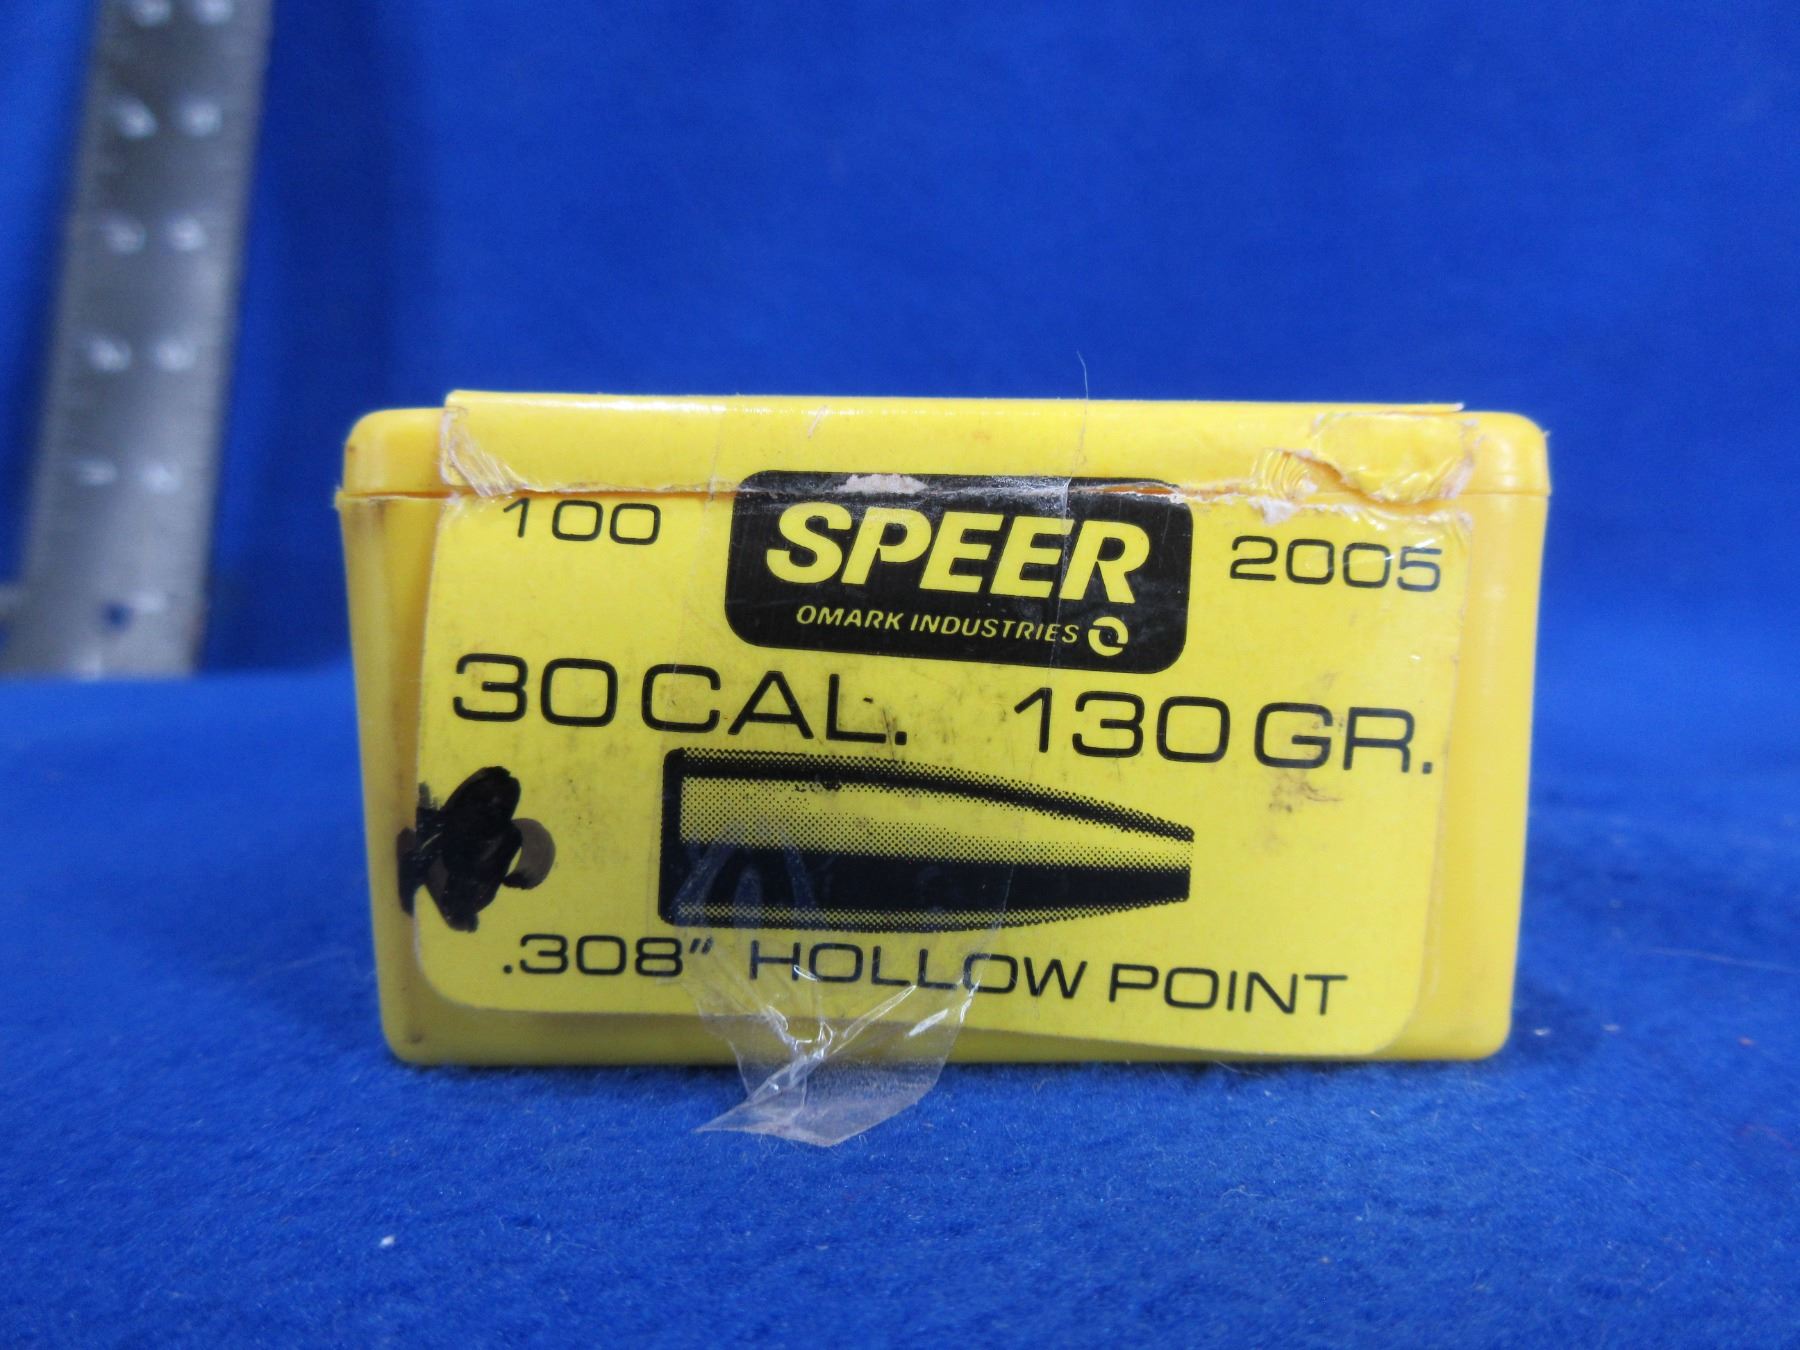 100 SPEER 2005
OMARK INDUSTRIES
30 CAL. 130 GR.
.308" HOLLOW POINT